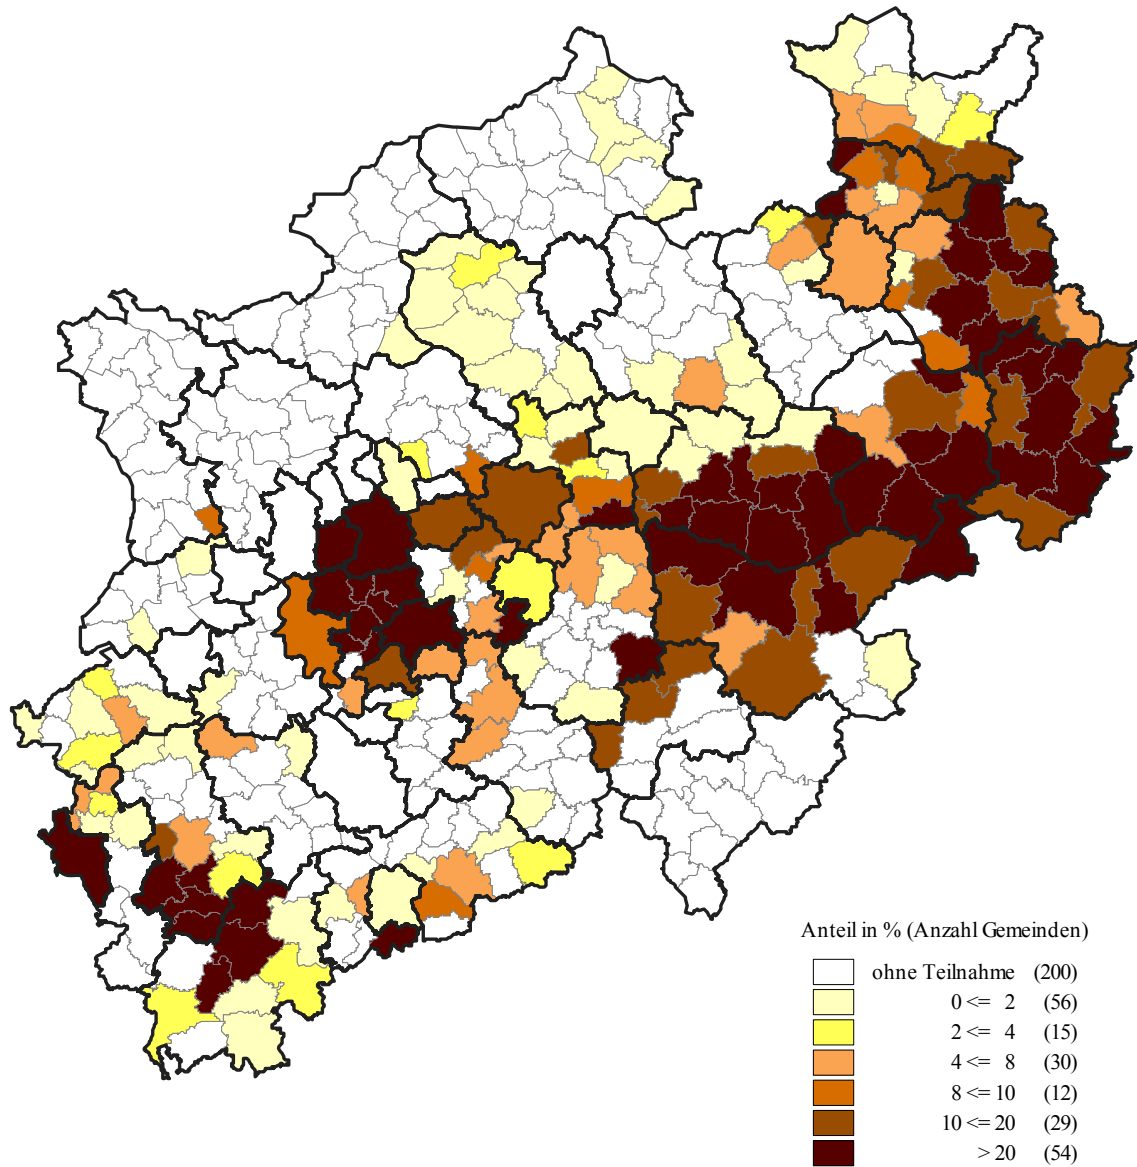 Anteil in % (Anzahl Gemeinden)
ohne Teilnahme (200)
0 <= 2 (56)
2 <= 4 (15)
4 <= 8 (30)
8 <= 10 (12)
10 <= 20 (29)
> 20 (54)